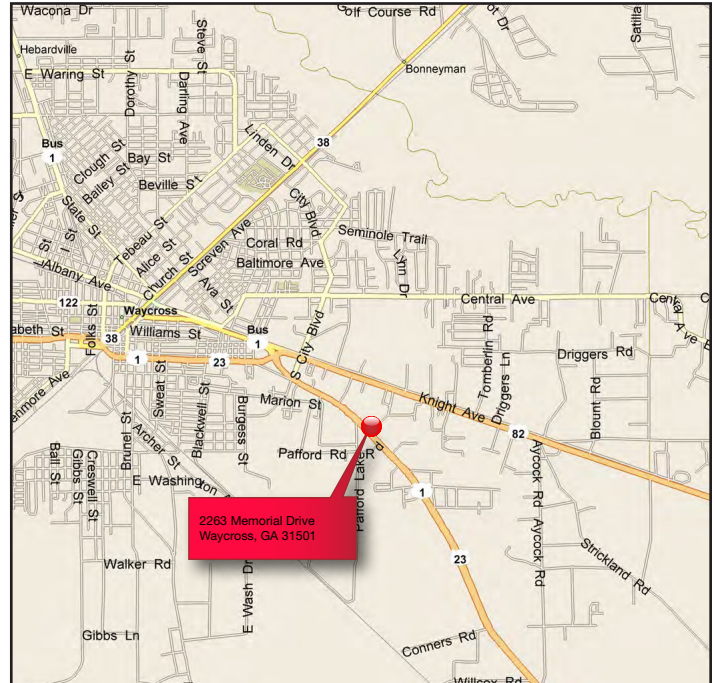 Wacona Dr
Golf Course Rd
Hebardville
Steve St
Satilla
E Waring St
Dorothy St
Darling Ave
Bonneyman
Bus
1
38
Linden Dr
Clough St
Bay St
Bailey St
Beville St
State St
City Blvd
Seminole Trail
I St
Tebeau St
Alice St
Church St
Screven Ave
Coral Rd
Baltimore Ave
Lynn Dr
Albany Ave
Ava St
122
Waycross
Central Ave
Folks St
Williams St
Bus
1
38
1
23
S City Blvd
Tomberlin Rd
Driggers Ln
Driggers Rd
Blount Rd
Sweat St
Blackwell St
Burgess St
Marion St
Knight Ave
82
Brunel St
Archer St
Pafford Rd
Ball St
Gibbs St
Creswell St
E Washington A
Pafford Lake
1
Aycock Rd
Aycock Rd
2263 Memorial Drive
Waycross, GA 31501
Strickland Rd
23
Walker Rd
E Wash Dr
Gibbs Ln
Conners Rd
Willcox Rd